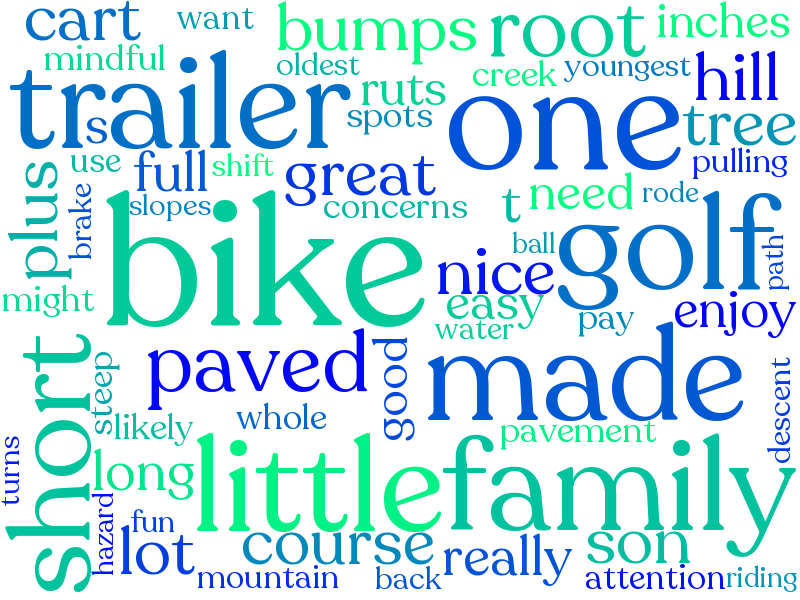 cart
want
bumps
root
inches
mindful
oldest
creek
youngest
hill
trailer
s
ruts
spots
one
tree
use
full
shift
great
pulling
plus
brake
slopes
concerns
t
need
rode
bike
ball
golf
path
nice
might
easy
enjoy
water
pay
short
steep
paved
good
made
descent
likely
whole
pavement
turns
long
little
family
hazard
fun
lot
course
really
son
mountain
back
attention
riding